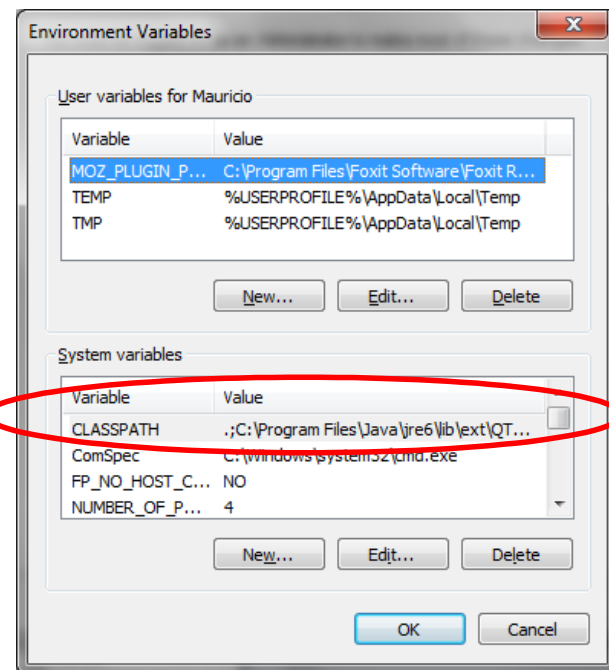 Environment Variables
User variables for Mauricio
Variable Value
MOZ_PLUGIN_P... C:\Program Files\Foxit Software\Foxit R...
TEMP %USERPROFILE%\AppData\Local\Temp
TMP %USERPROFILE%\AppData\Local\Temp
New... Edit... Delete
System variables
Variable Value
CLASSPATH .;C:\Program Files\Java\jre6\lib\ext\QT...
ComSpec C:\Windows\system32\cmd.exe
FP_NO_HOST_C... NO
NUMBER_OF_P... 4
New... Edit... Delete
OK Cancel